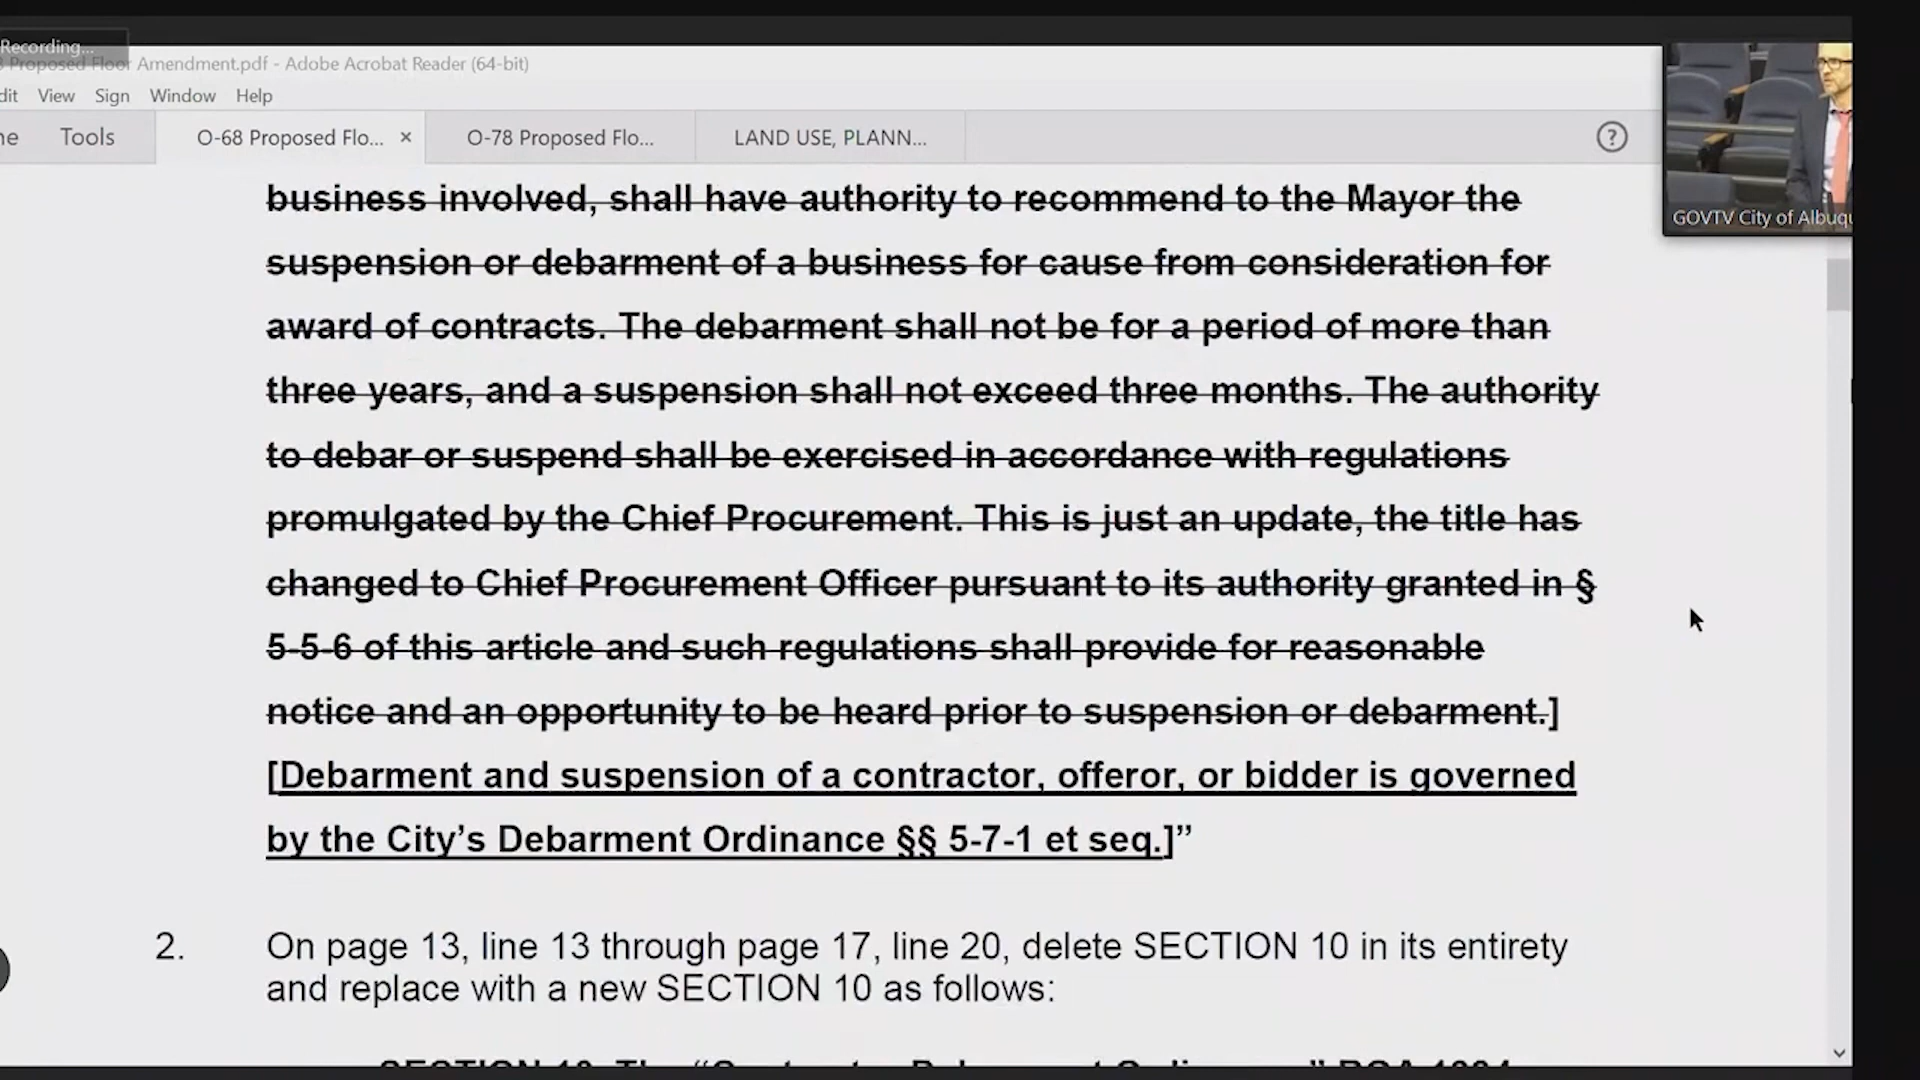 Recording...
Proposed Floor Amendment.pdf - Adobe Acrobat Reader (64-bit)
dit View Sign Window Help
ne Tools O-68 Proposed Flo... × O-78 Proposed Flo... LAND USE, PLANN... ?
GOVTV City of Albuqu
business involved, shall have authority to recommend to the Mayor the
suspension or debarment of a business for cause from consideration for
award of contracts. The debarment shall not be for a period of more than
three years, and a suspension shall not exceed three months. The authority
to debar or suspend shall be exercised in accordance with regulations
promulgated by the Chief Procurement. This is just an update, the title has
changed to Chief Procurement Officer pursuant to its authority granted in §
5-5-6 of this article and such regulations shall provide for reasonable
notice and an opportunity to be heard prior to suspension or debarment.]
[Debarment and suspension of a contractor, offeror, or bidder is governed
by the City’s Debarment Ordinance §§ 5-7-1 et seq.]”
2. On page 13, line 13 through page 17, line 20, delete SECTION 10 in its entirety
and replace with a new SECTION 10 as follows: